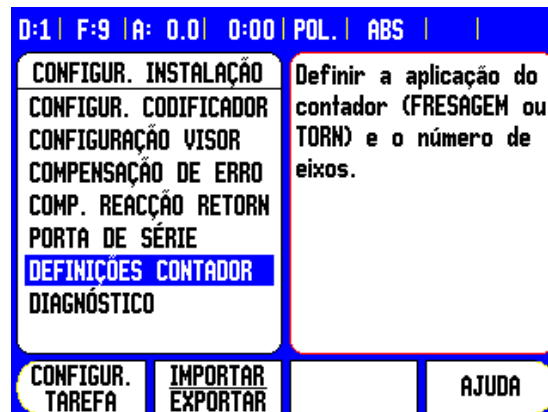 D:1| F:9 |A: 0.0| 0:00| POL.| ABS | |
CONFIGUR. INSTALAÇÃO
CONFIGUR. CODIFICADOR
CONFIGURAÇÃO VISOR
COMPENSAÇÃO DE ERRO
COMP. REACÇÃO RETORN
PORTA DE SÉRIE
DEFINIÇÕES CONTADOR
DIAGNÓSTICO
Definir a aplicação do
contador (FRESAGEM ou
TORN) e o número de
eixos.
CONFIGUR.
TAREFA
IMPORTAR
EXPORTAR
AJUDA